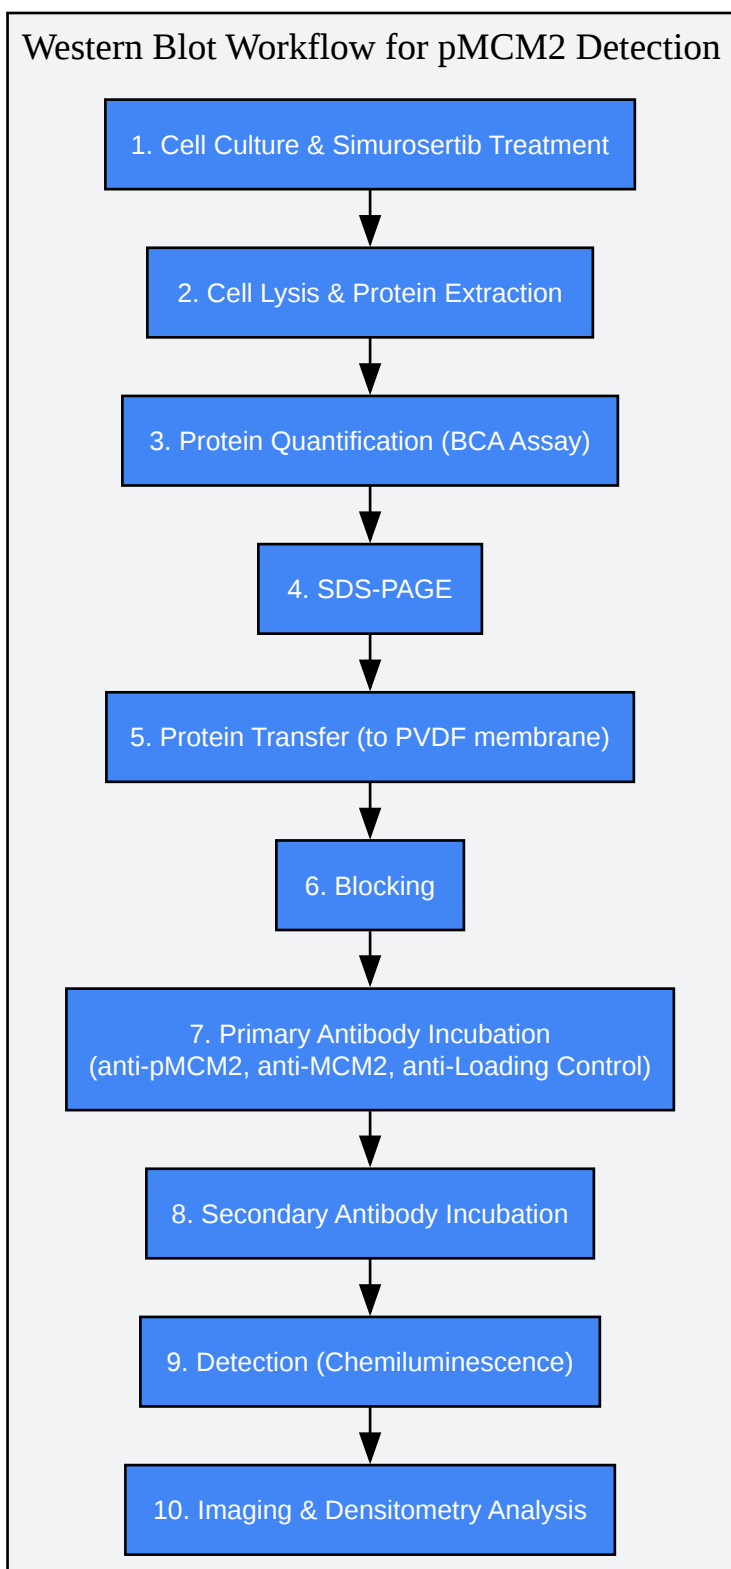 Western Blot Workflow for pMCM2 Detection
1. Cell Culture & Simurosertib Treatment
2. Cell Lysis & Protein Extraction
3. Protein Quantification (BCA Assay)
4. SDS-PAGE
5. Protein Transfer (to PVDF membrane)
6. Blocking
7. Primary Antibody Incubation
(anti-pMCM2, anti-MCM2, anti-Loading Control)
8. Secondary Antibody Incubation
9. Detection (Chemiluminescence)
10. Imaging & Densitometry Analysis